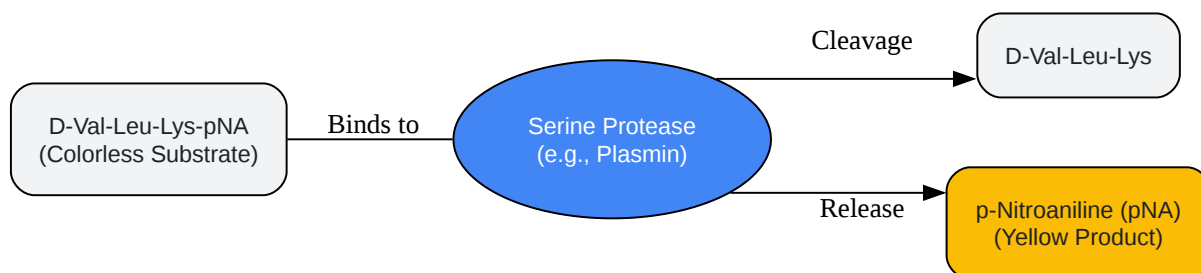 D-Val-Leu-Lys-pNA
(Colorless Substrate)
Binds to
Serine Protease
(e.g., Plasmin)
Cleavage
D-Val-Leu-Lys
Release
p-Nitroaniline (pNA)
(Yellow Product)